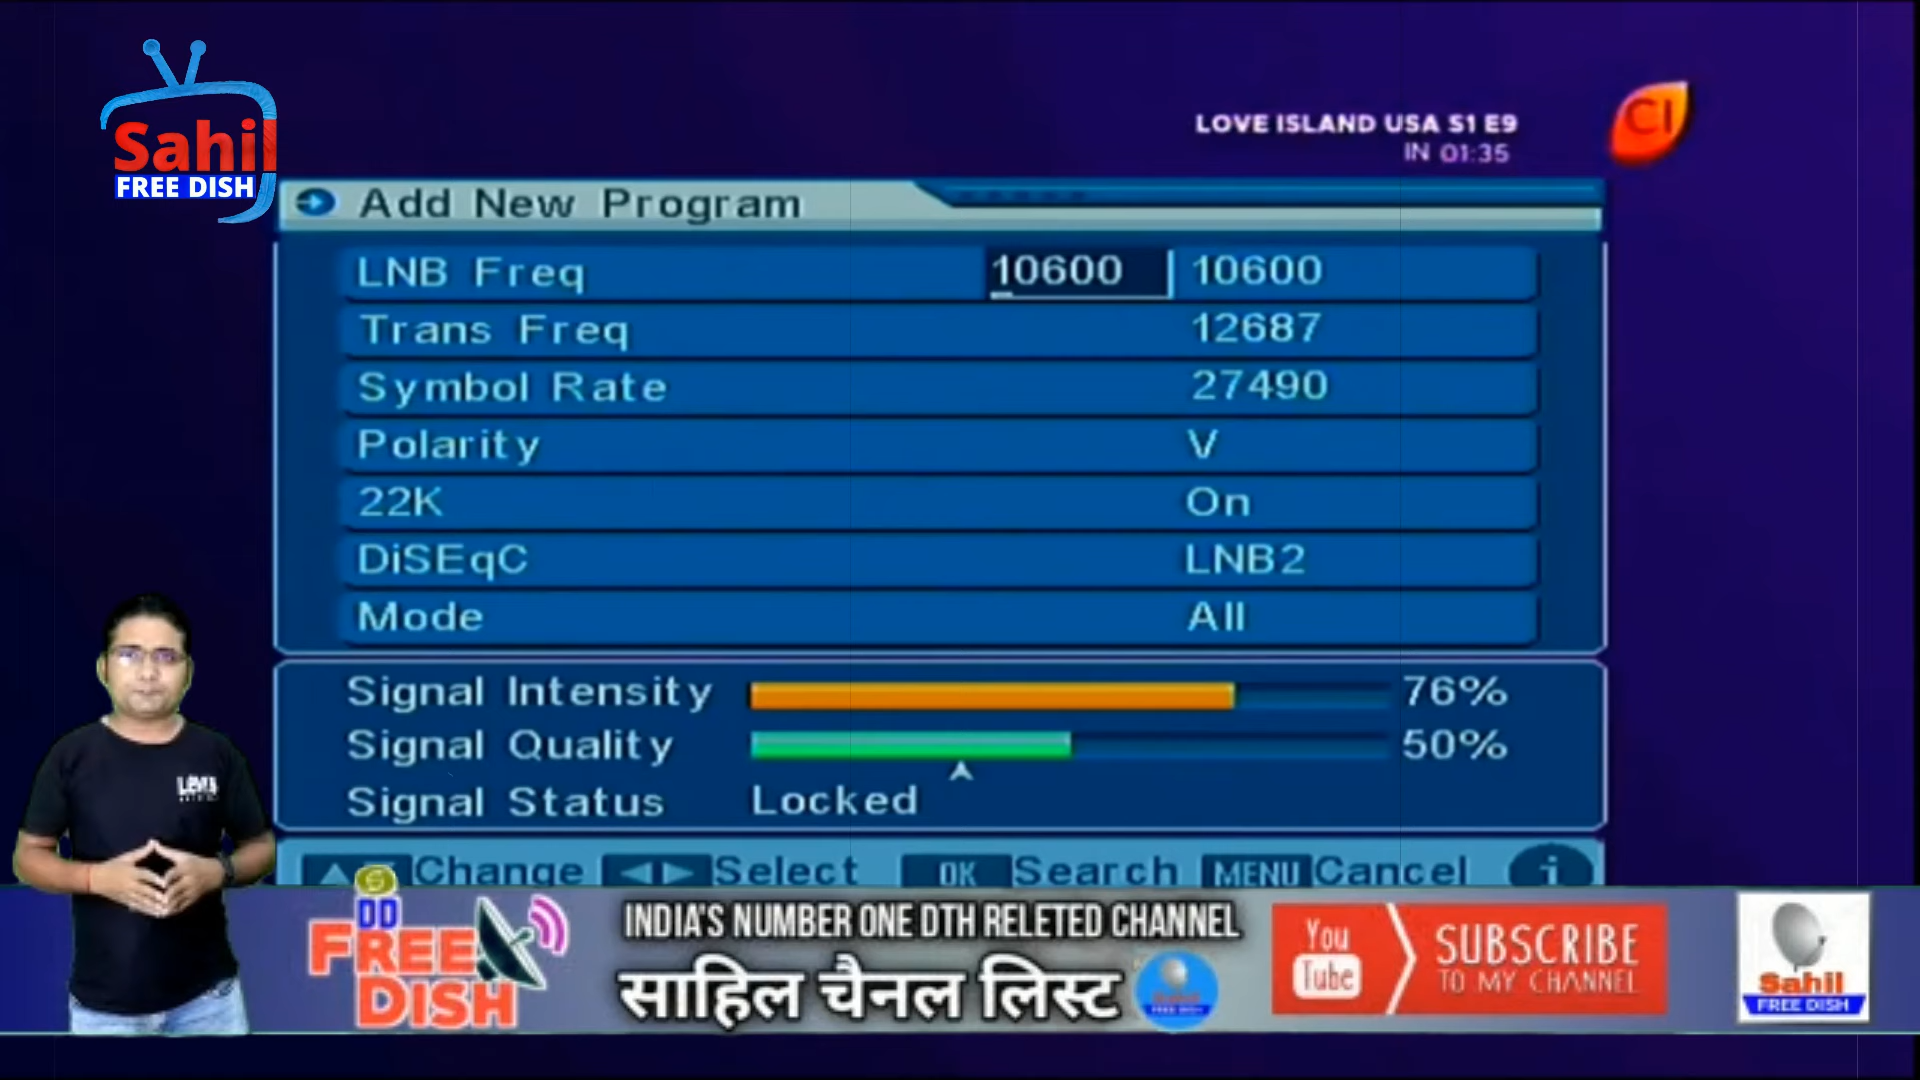 Sahil
FREE DISH
LOVE ISLAND USA S1 E9
IN 01:35
CI
Add New Program
LNB Freq 10600 10600
Trans Freq 12687
Symbol Rate 27490
Polarity V
22K On
DiSEqC LNB2
Mode All
Signal Intensity 76%
Signal Quality 50%
Signal Status Locked
Change Select OK Search MENU Cancel i
DD
FREE
DISH
INDIA'S NUMBER ONE DTH RELETED CHANNEL
साहिल चैनल लिस्ट
You
Tube
SUBSCRIBE
TO MY CHANNEL
Sahil
FREE DISH